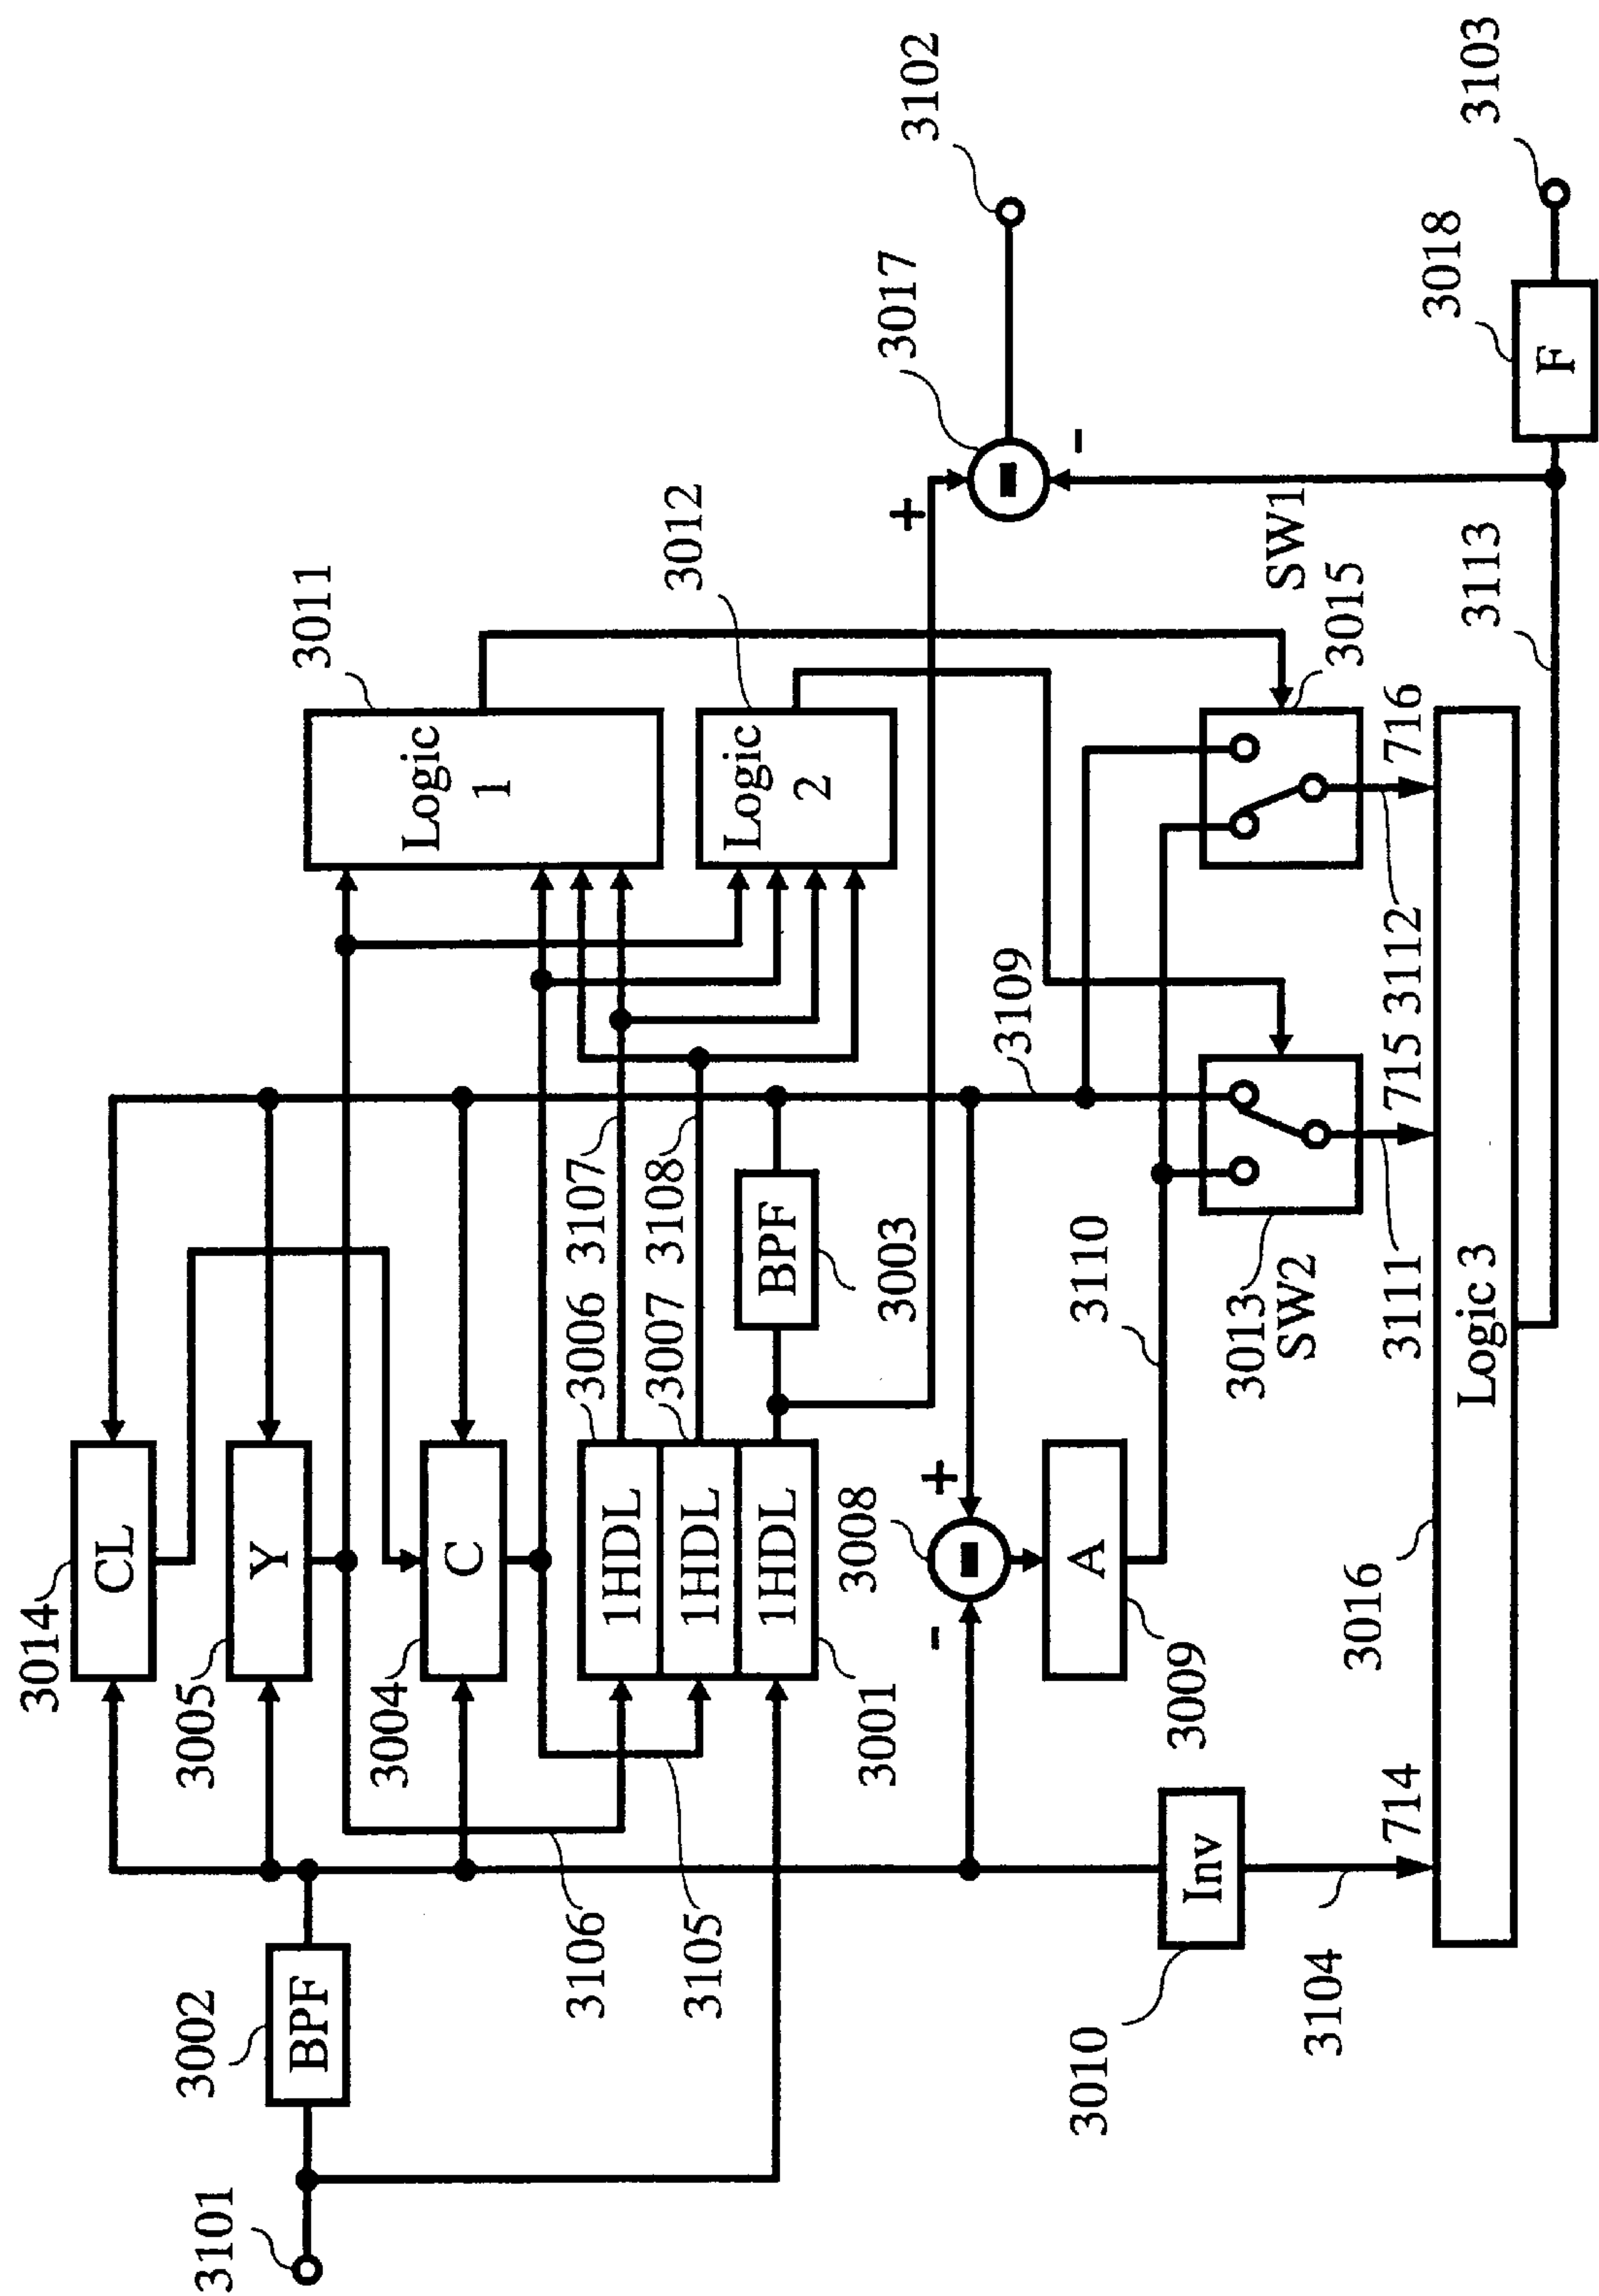 3101
3002
BPF
3014
CL
3005
Y
3004
C
3106
3105
3006
3107
3007
3108
1HDL
1HDL
1HDL
3001
BPF
3003
3011
Logic
1
3012
Logic
2
3102
3017
+
-
-
3008
+
-
-
A
3009
3109
3110
3010
Inv
3104
714
3013
SW2
3111
715
SW1
3015
3112
716
3016
Logic 3
3113
3018
F
3103